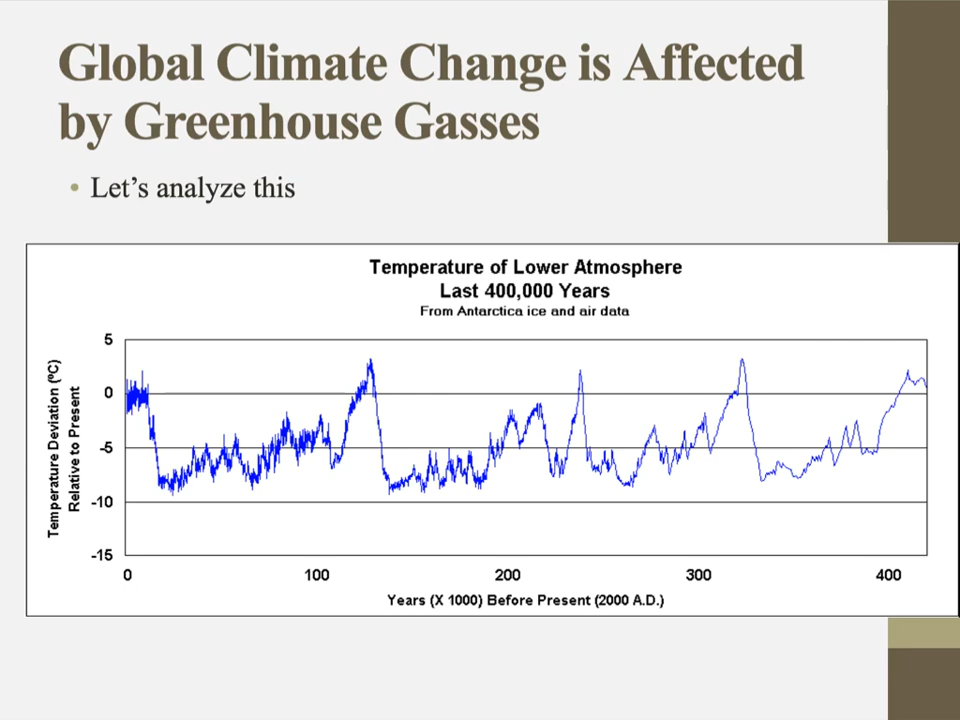 Global Climate Change is Affected
by Greenhouse Gasses
• Let's analyze this
Temperature of Lower Atmosphere
Last 400,000 Years
From Antarctica ice and air data
Temperature Deviation (ºC)
Relative to Present
5
0
-5
-10
-15
0 100 200 300 400
Years (X 1000) Before Present (2000 A.D.)